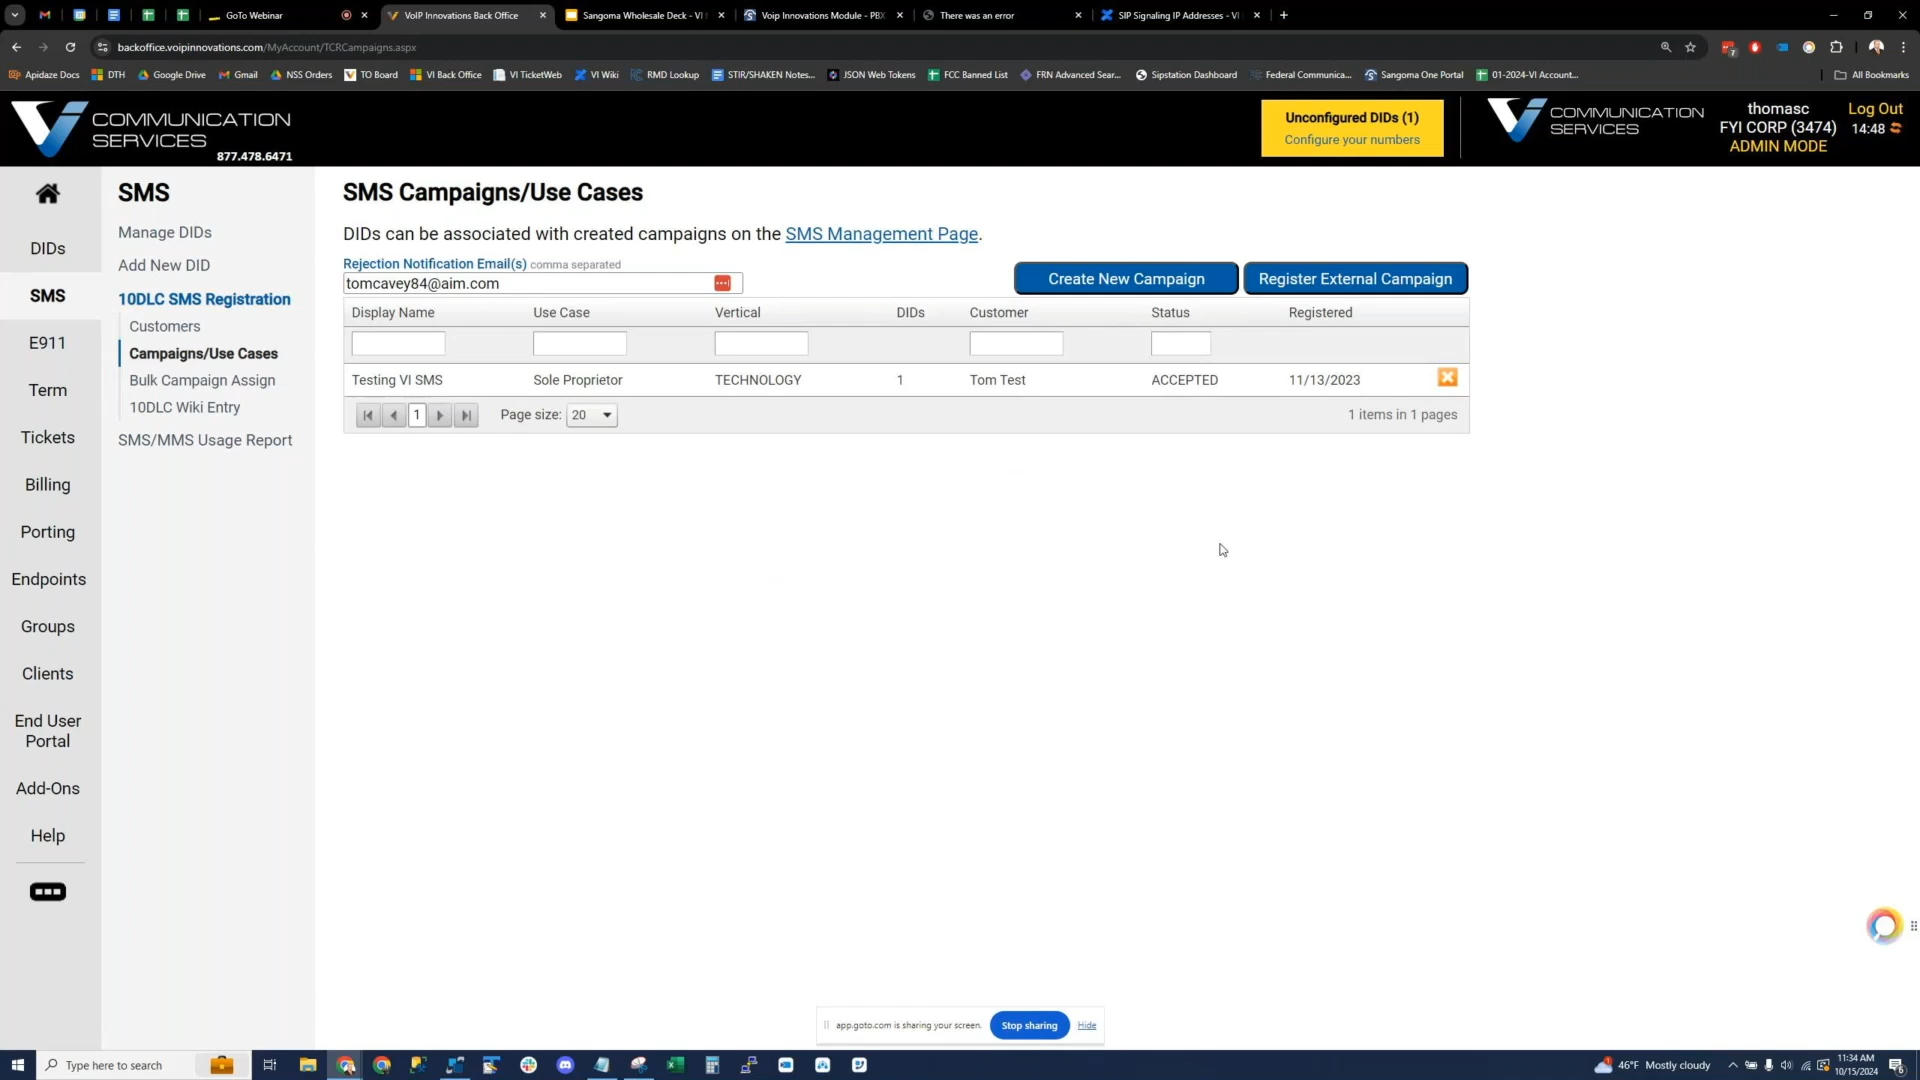 GoTo Webinar
VoIP Innovations Back Office
Sangoma Wholesale Deck - VI
Voip Innovations Module - PBX
There was an error
SIP Signaling IP Addresses - VI
backoffice.voipinnovations.com/MyAccount/TCRCampaigns.aspx
Apidaze Docs
DTH
Google Drive
Gmail
NSS Orders
TO Board
VI Back Office
VI TicketWeb
VI Wiki
RMD Lookup
STIR/SHAKEN Notes...
JSON Web Tokens
FCC Banned List
FRN Advanced Sear...
Sipstation Dashboard
Federal Communica...
Sangoma One Portal
01-2024-VI Account...
All Bookmarks
COMMUNICATION
SERVICES
877.478.6471
Unconfigured DIDs (1)
Configure your numbers
COMMUNICATION
SERVICES
thomasc
FYI CORP (3474)
ADMIN MODE
Log Out
14:48
DIDs
SMS
E911
Term
Tickets
Billing
Porting
Endpoints
Groups
Clients
End User
Portal
Add-Ons
Help
SMS
Manage DIDs
Add New DID
10DLC SMS Registration
Customers
Campaigns/Use Cases
Bulk Campaign Assign
10DLC Wiki Entry
SMS/MMS Usage Report
SMS Campaigns/Use Cases
DIDs can be associated with created campaigns on the SMS Management Page.
Rejection Notification Email(s) comma separated
tomcavey84@aim.com
Create New Campaign
Register External Campaign
Display Name Use Case Vertical DIDs Customer Status Registered
Testing VI SMS Sole Proprietor TECHNOLOGY 1 Tom Test ACCEPTED 11/13/2023
1 Page size: 20 1 items in 1 pages
app.goto.com is sharing your screen. Stop sharing Hide
Type here to search
46°F Mostly cloudy
11:34 AM
10/15/2024